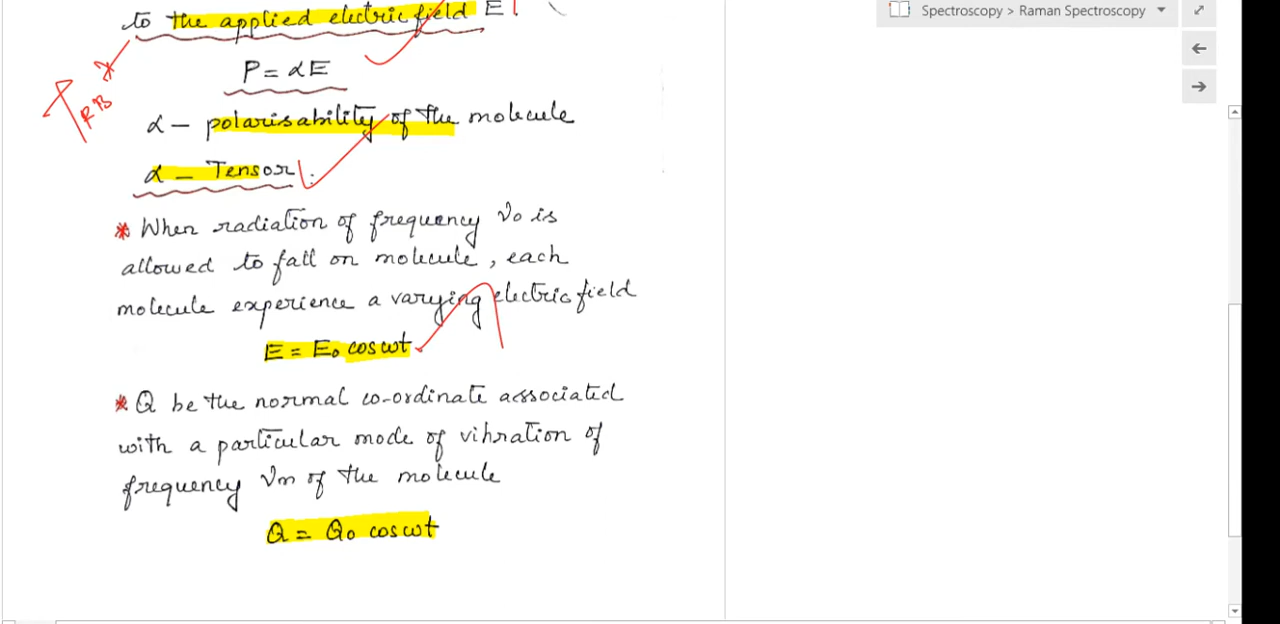 to the applied electric field E!
P = αE
RB
α – polarisability of the molecule
α – Tensor
* When radiation of frequency ν₀ is
allowed to fall on molecule, each
molecule experience a varying electric field
E = E₀ cos ωt
* Q be the normal co-ordinate associated
with a particular mode of vibration of
frequency νm of the molecule
Q = Q₀ cos ωt
Spectroscopy > Raman Spectroscopy